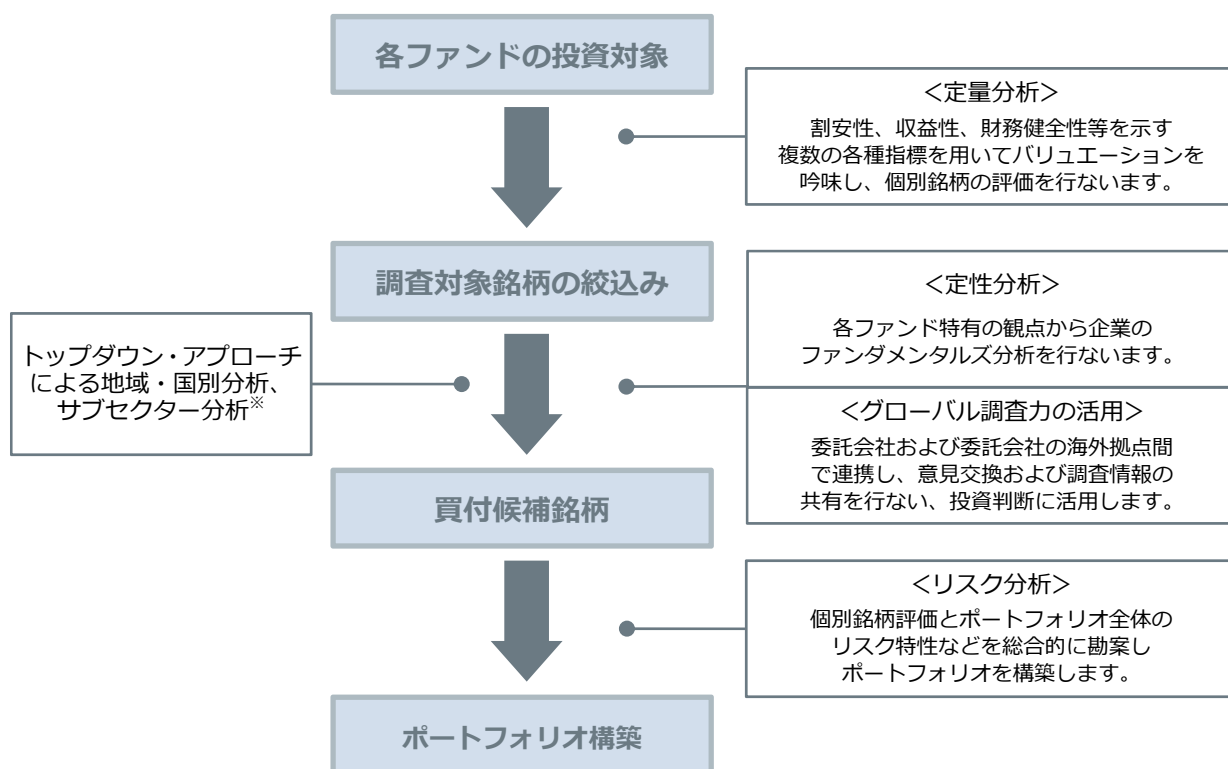 各ファンドの投資対象
＜定量分析＞
割安性、収益性、財務健全性等を示す
複数の各種指標を用いてバリュエーションを
吟味し、個別銘柄の評価を行ないます。
調査対象銘柄の絞込み
＜定性分析＞
各ファンド特有の観点から企業の
ファンダメンタルズ分析を行ないます。
トップダウン・アプローチ
による地域・国別分析、
サブセクター分析※
＜グローバル調査力の活用＞
委託会社および委託会社の海外拠点間
で連携し、意見交換および調査情報の
共有を行ない、投資判断に活用します。
買付候補銘柄
＜リスク分析＞
個別銘柄評価とポートフォリオ全体の
リスク特性などを総合的に勘案し
ポートフォリオを構築します。
ポートフォリオ構築